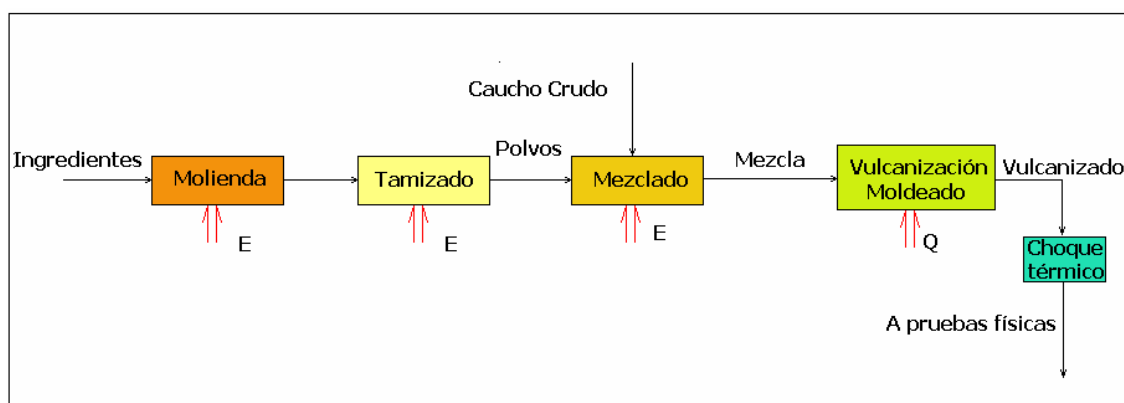 Caucho Crudo
Ingredientes
Molienda
Tamizado
Polvos
Mezclado
Mezcla
Vulcanización
Moldeado
Vulcanizado
E
E
E
Q
Choque
térmico
A pruebas físicas